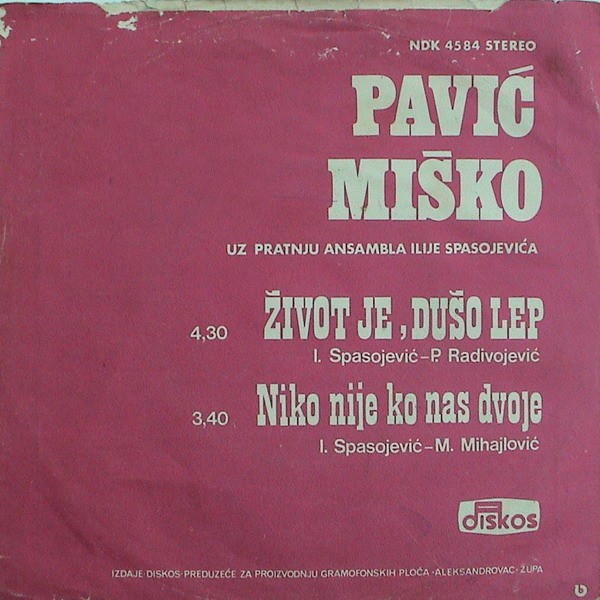 NDK 4584 STEREO
PAVIĆ
MIŠKO
UZ PRATNJU ANSAMBLA ILIJE SPASOJEVIĆA
4,30 ŽIVOT JE, DUŠO LEP
I. Spasojević-P. Radivojević
3,40 Niko nije ko nas dvoje
I. Spasojević-M. Mihajlović
diskos
IZDAJE-DISKOS-PREDUZEĆE ZA PROIZVODNJU GRAMOFONSKIH PLOČA-ALEKSANDROVAC-ŽUPA
b